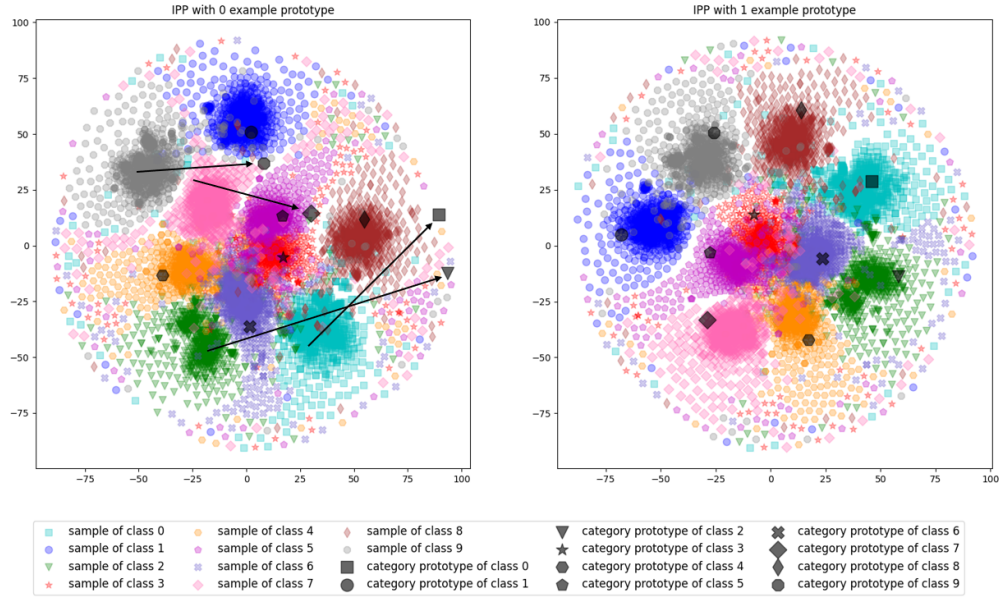 IPP with 0 example prototype
100
75
50
25
0
−25
−50
−75
−75 −50 −25 0 25 50 75 100
IPP with 1 example prototype
100
75
50
25
0
−25
−50
−75
−75 −50 −25 0 25 50 75 100
sample of class 0 sample of class 4 sample of class 8 category prototype of class 2 category prototype of class 6
sample of class 1 sample of class 5 sample of class 9 category prototype of class 3 category prototype of class 7
sample of class 2 sample of class 6 category prototype of class 0 category prototype of class 4 category prototype of class 8
sample of class 3 sample of class 7 category prototype of class 1 category prototype of class 5 category prototype of class 9